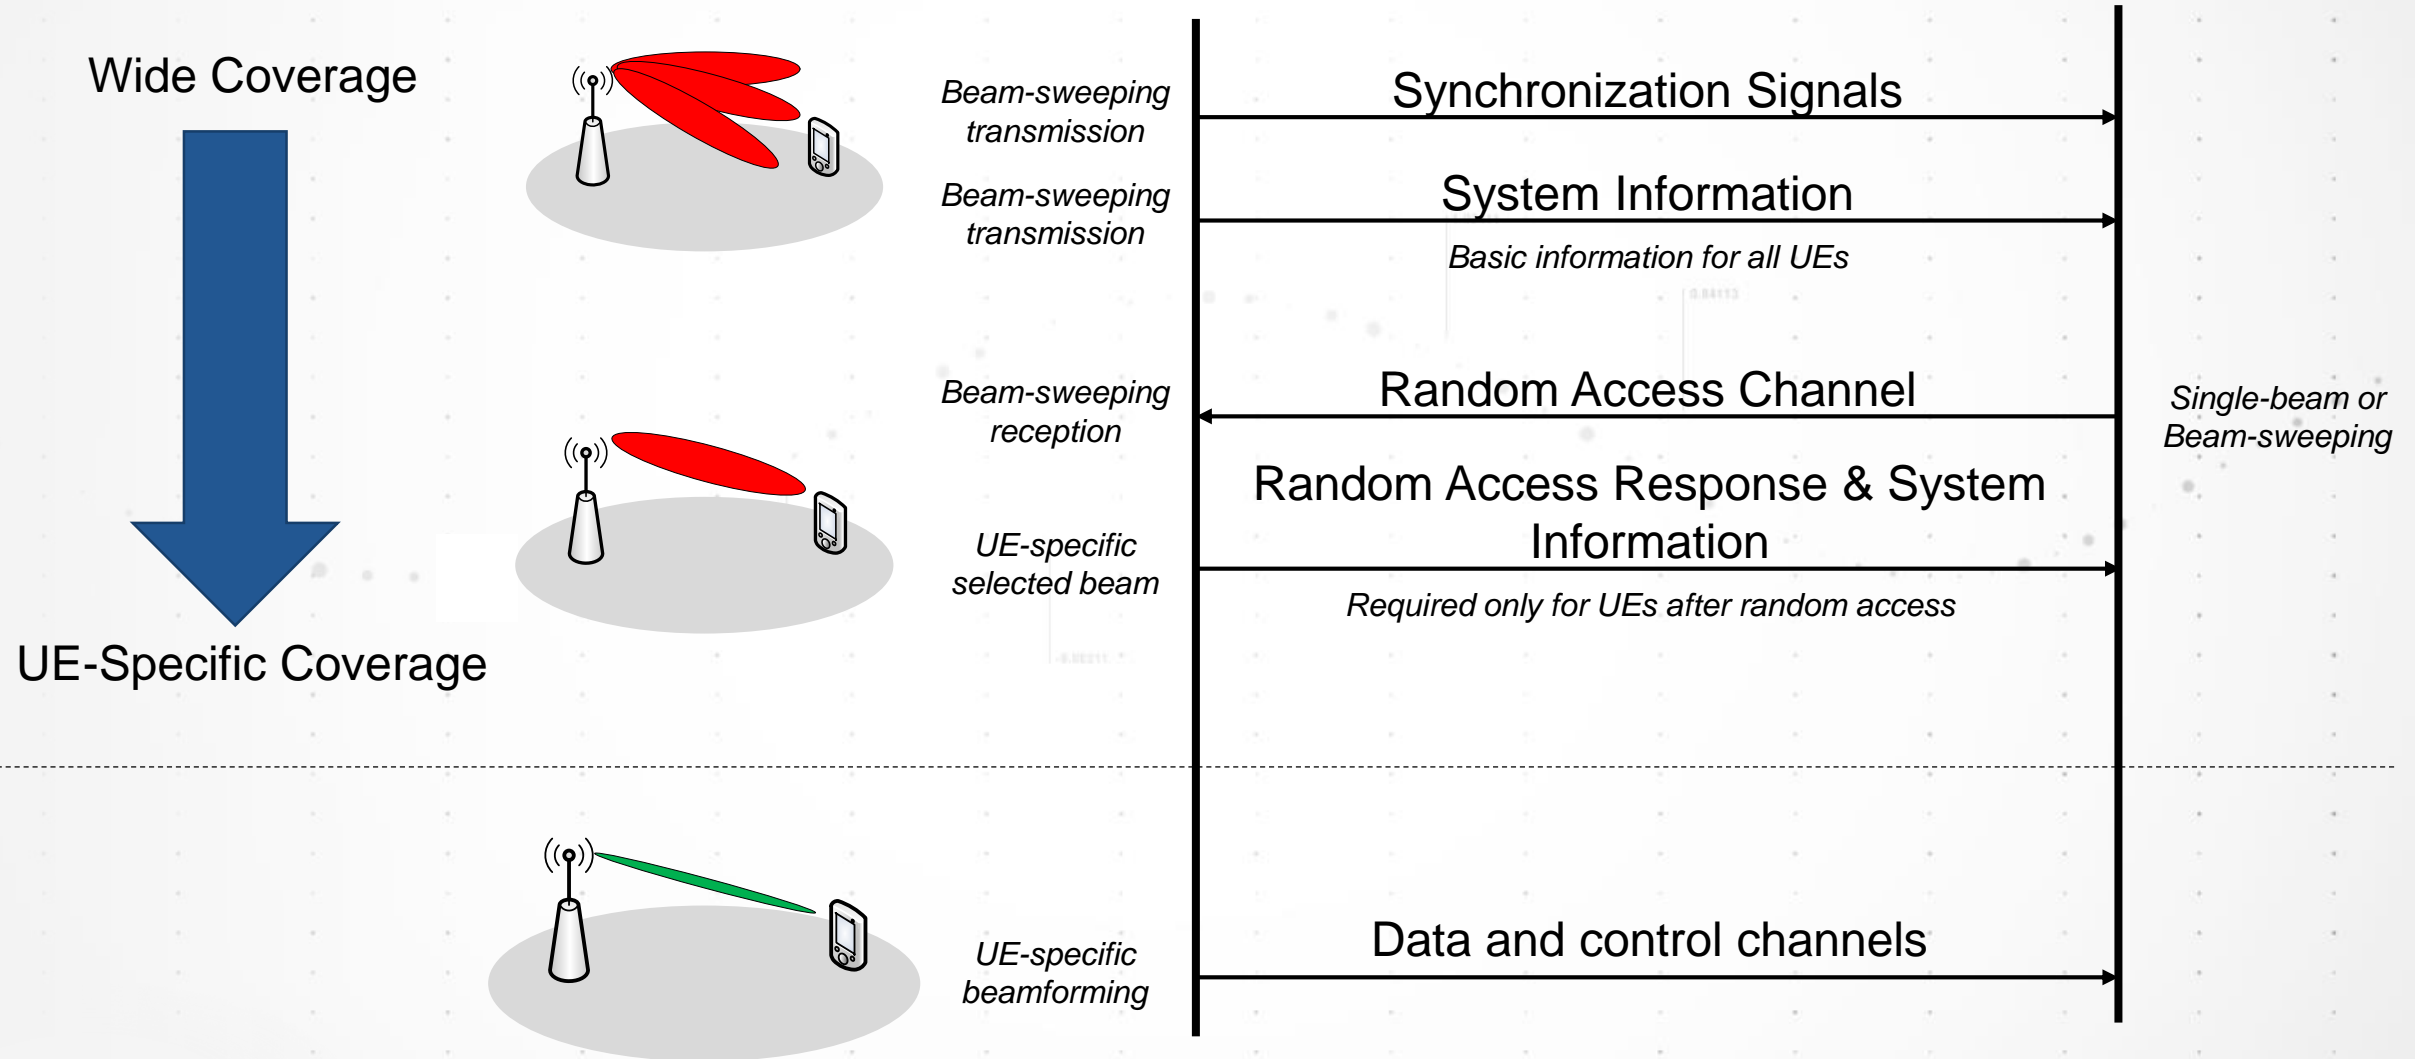 Wide Coverage
Beam-sweeping
transmission
Synchronization Signals
Beam-sweeping
transmission
System Information
Basic information for all UEs
Beam-sweeping
reception
Random Access Channel
Single-beam or
Beam-sweeping
Random Access Response & System
Information
UE-specific
selected beam
Required only for UEs after random access
UE-Specific Coverage
Data and control channels
UE-specific
beamforming